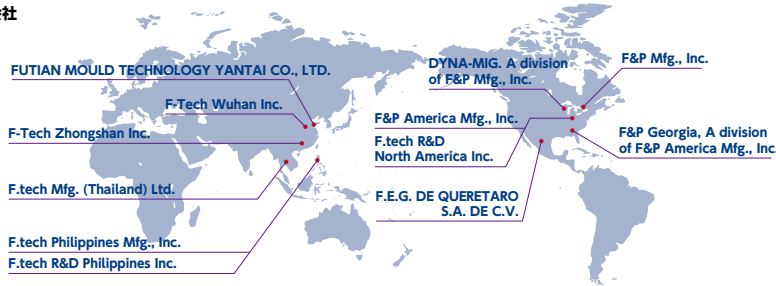 社
FUTIAN MOULD TECHNOLOGY YANTAI CO., LTD.
F-Tech Wuhan Inc.
F-Tech Zhongshan Inc.
F.tech Mfg. (Thailand) Ltd.
F.tech Philippines Mfg., Inc.
F.tech R&D Philippines Inc.
DYNA-MIG. A division
of F&P Mfg., Inc.
F&P Mfg., Inc.
F&P America Mfg., Inc.
F.tech R&D
North America Inc.
F&P Georgia, A division
of F&P America Mfg., Inc
F.E.G. DE QUERETARO
S.A. DE C.V.